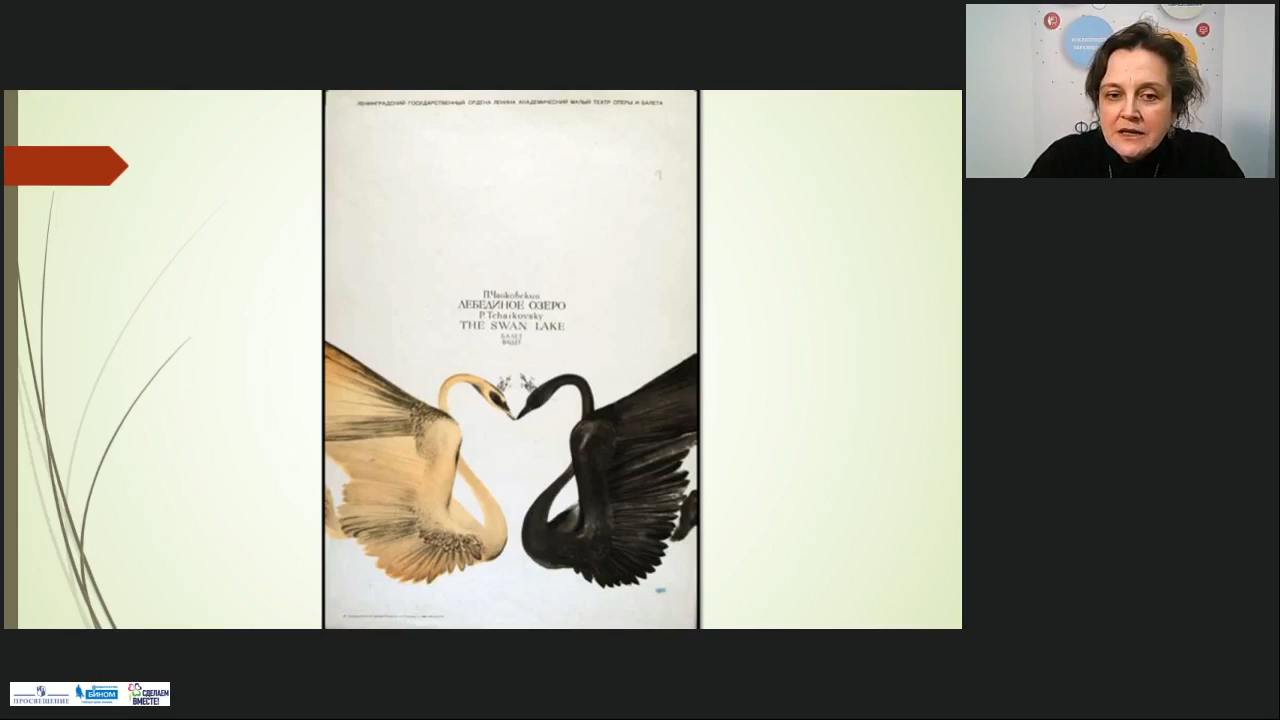 ЛЕНИНГРАДСКИЙ ГОСУДАРСТВЕННЫЙ ОРДЕНА ЛЕНИНА АКАДЕМИЧЕСКИЙ МАЛЫЙ ТЕАТР ОПЕРЫ И БАЛЕТА
П.Чайковский
ЛЕБЕДИНОЕ ОЗЕРО
P.Tchaikovsky
THE SWAN LAKE
БАЛЕТ
BALLET
ПРОСВЕЩЕНИЕ
БИНОМ
СДЕЛАЕМ
ВМЕСТЕ!